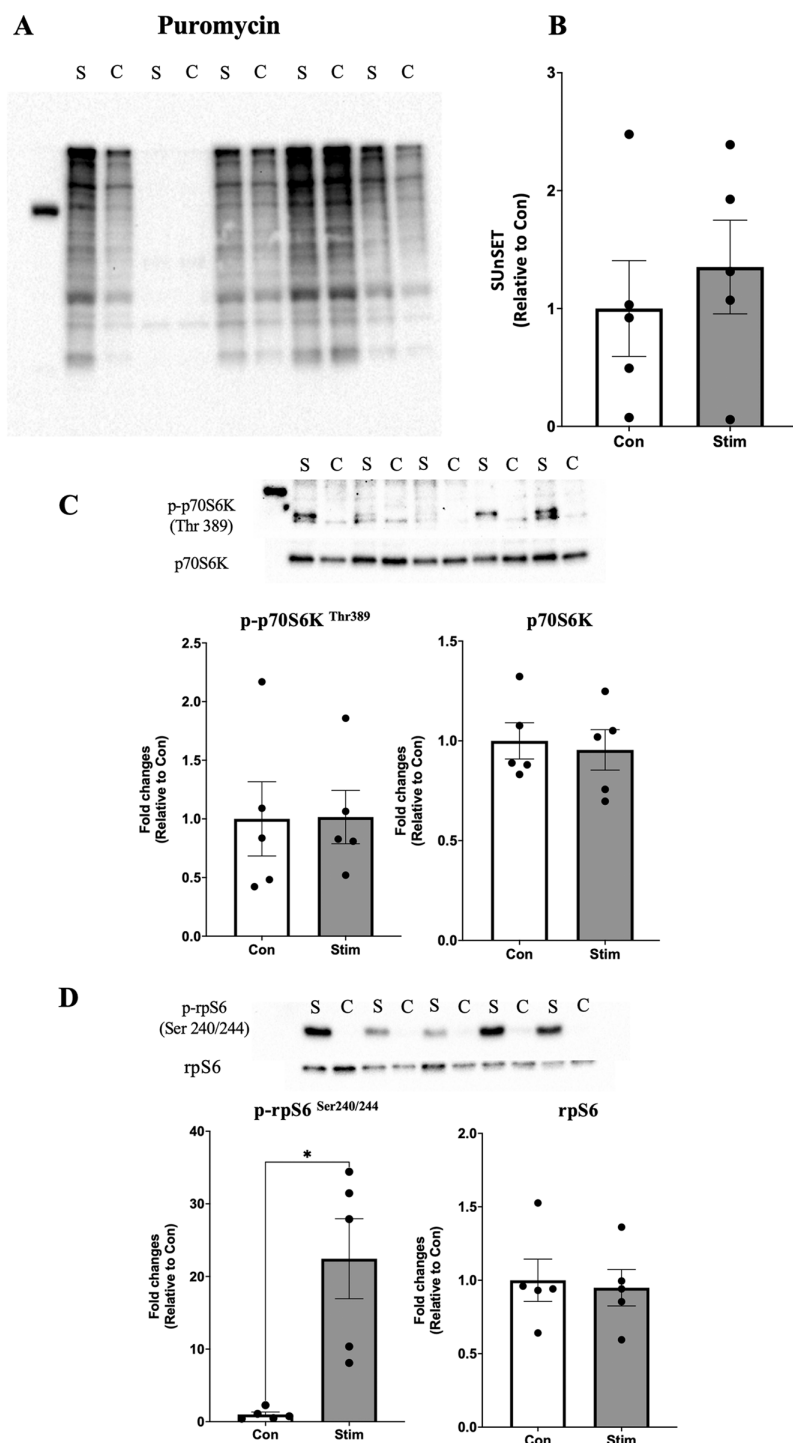 A Puromycin
S C S C S C S C S C
B
3
2
1
0
SUnSET
(Relative to Con)
Con Stim
C
S C S C S C S C S C
p-p70S6K
(Thr 389)
p70S6K
p-p70S6K Thr389
2.5
2.0
1.5
1.0
0.5
0.0
Fold changes
(Relative to Con)
Con Stim
p70S6K
1.5
1.0
0.5
0.0
Fold changes
(Relative to Con)
Con Stim
D
S C S C S C S C S C
p-rpS6
(Ser 240/244)
rpS6
p-rpS6 Ser240/244
40
30
20
10
0
Fold changes
(Relative to Con)
*
Con Stim
rpS6
2.0
1.5
1.0
0.5
0.0
Fold changes
(Relative to Con)
Con Stim